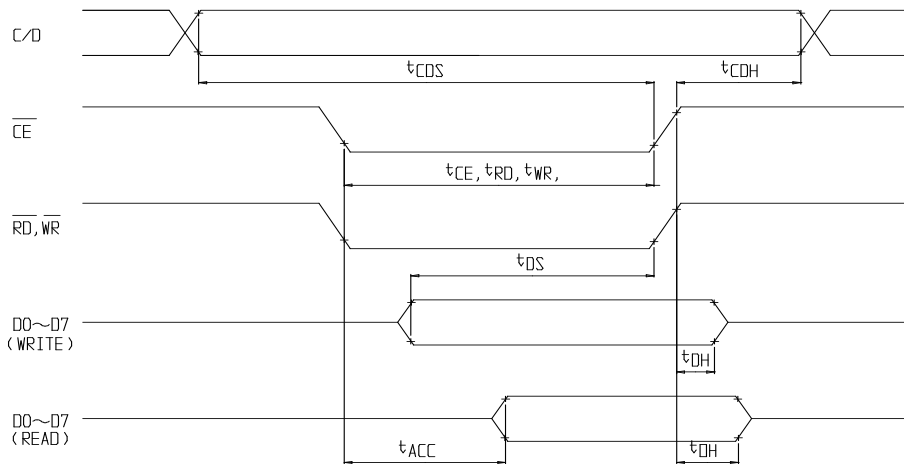 C/D
tCDS
tCDH
CE
tCE, tRD, tWR,
RD, WR
tDS
D0～D7
(WRITE)
tDH
D0～D7
(READ)
tACC
tOH